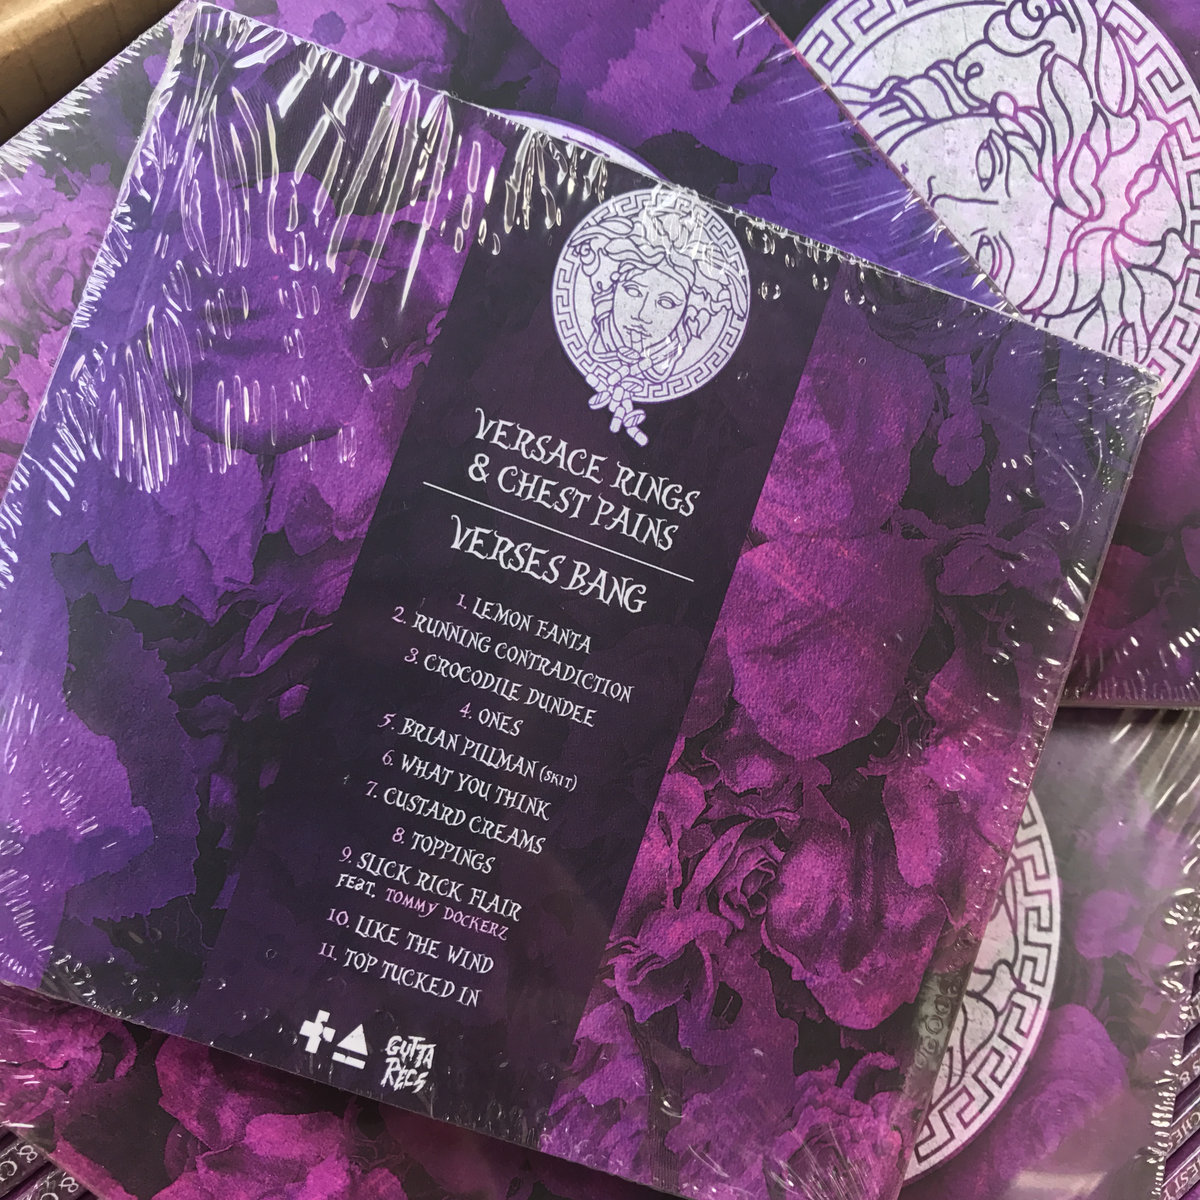 VERSACE RINGS
& CHEST PAINS
VERSES BANG
1. LEMON FANTA
2. RUNNING CONTRADICTION
3. CROCODILE DUNDEE
4. ONES
5. BRIAN PILLMAN (SKIT)
6. WHAT YOU THINK
7. CUSTARD CREAMS
8. TOPPINGS
9. SLICK RICK FLAIR
FEAT. TOMMY DOCKERZ
10. LIKE THE WIND
11. TOP TUCKED IN
GUTTA
RECS